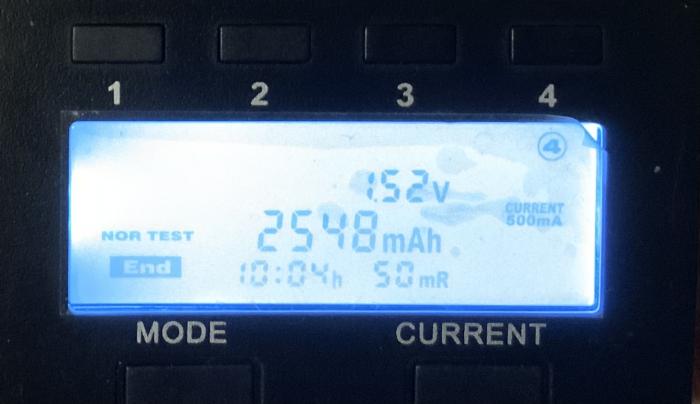 1 2 3 4
4
1.52V
CURRENT
500mA
2548mAh
NOR TEST
End
10:04h 50mR
MODE CURRENT